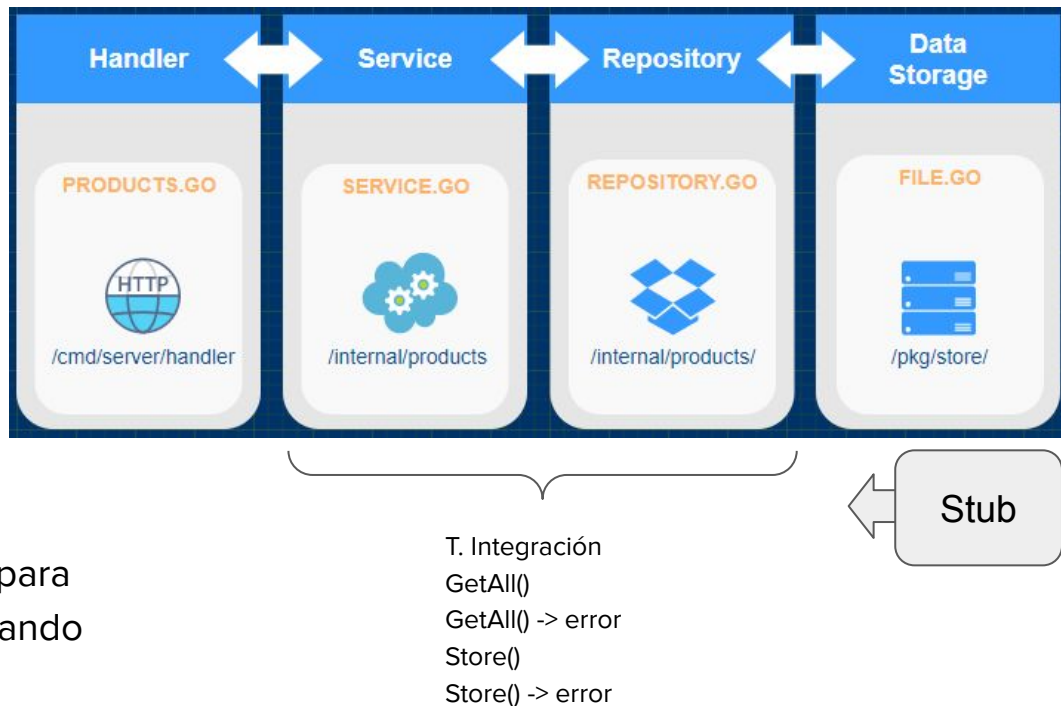 Handler
Service
Repository
Data
Storage
PRODUCTS.GO
HTTP
/cmd/server/handler
SERVICE.GO
/internal/products
REPOSITORY.GO
/internal/products/
FILE.GO
/pkg/store/
Stub
para
ando
T. Integración
GetAll()
GetAll() -> error
Store()
Store() -> error